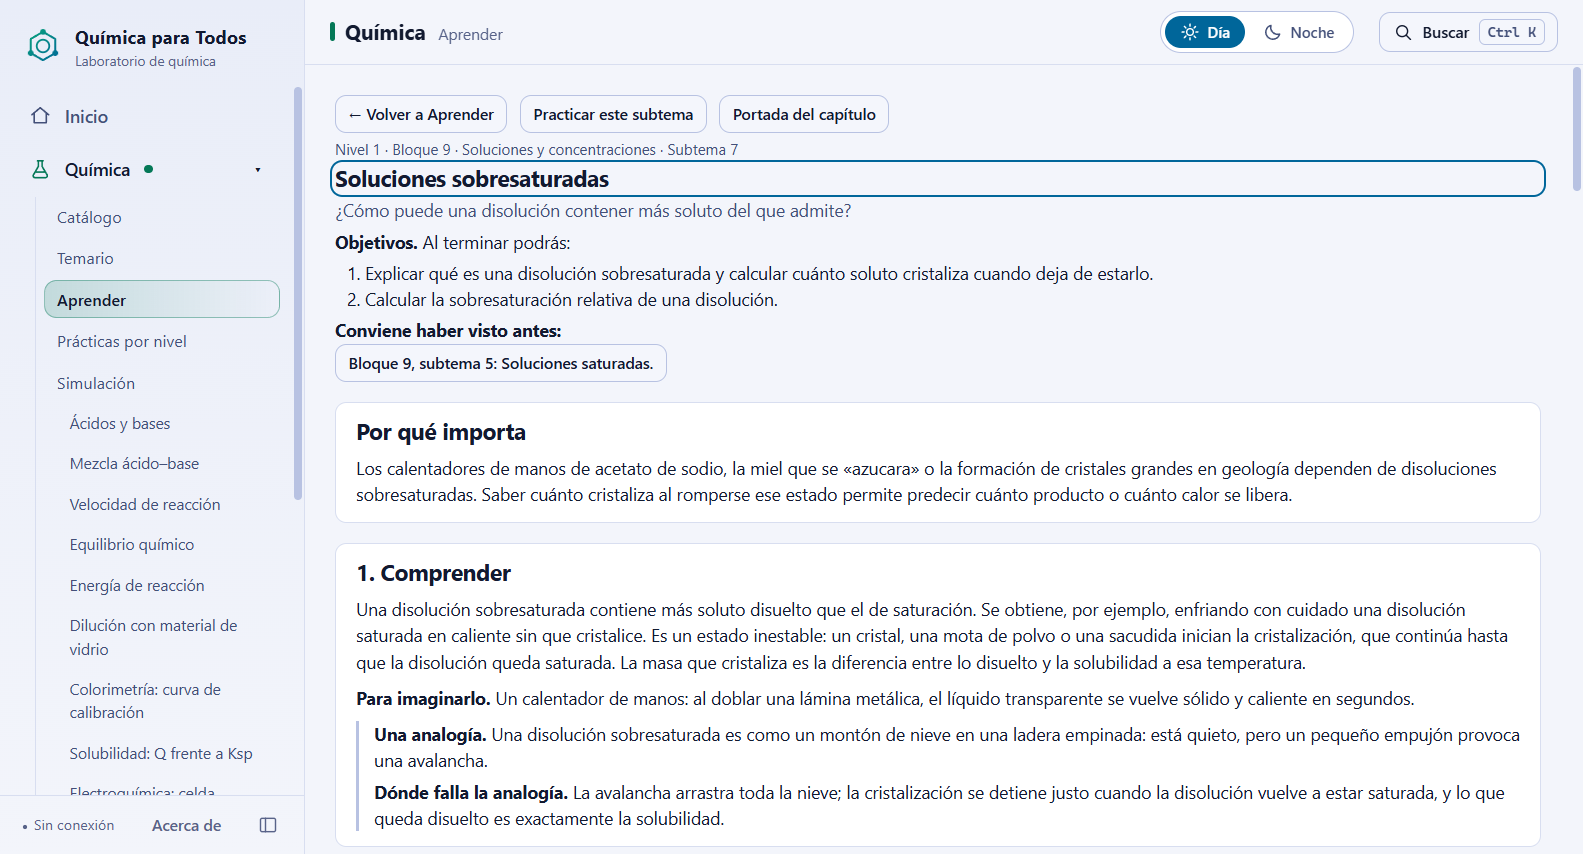 Química para Todos
Laboratorio de química
Inicio
Química
Catálogo
Temario
Aprender
Prácticas por nivel
Simulación
Ácidos y bases
Mezcla ácido–base
Velocidad de reacción
Equilibrio químico
Energía de reacción
Dilución con material de
vidrio
Colorimetría: curva de
calibración
Solubilidad: Q frente a Ksp
Electroquímica: celda
Sin conexión
Acerca de
Química Aprender
Día
Noche
Buscar Ctrl K
← Volver a Aprender
Practicar este subtema
Portada del capítulo
Nivel 1 · Bloque 9 · Soluciones y concentraciones · Subtema 7
Soluciones sobresaturadas
¿Cómo puede una disolución contener más soluto del que admite?
Objetivos. Al terminar podrás:
1. Explicar qué es una disolución sobresaturada y calcular cuánto soluto cristaliza cuando deja de estarlo.
2. Calcular la sobresaturación relativa de una disolución.
Conviene haber visto antes:
Bloque 9, subtema 5: Soluciones saturadas.
Por qué importa
Los calentadores de manos de acetato de sodio, la miel que se «azucara» o la formación de cristales grandes en geología dependen de disoluciones
sobresaturadas. Saber cuánto cristaliza al romperse ese estado permite predecir cuánto producto o cuánto calor se libera.
1. Comprender
Una disolución sobresaturada contiene más soluto disuelto que el de saturación. Se obtiene, por ejemplo, enfriando con cuidado una disolución
saturada en caliente sin que cristalice. Es un estado inestable: un cristal, una mota de polvo o una sacudida inician la cristalización, que continúa hasta
que la disolución queda saturada. La masa que cristaliza es la diferencia entre lo disuelto y la solubilidad a esa temperatura.
Para imaginarlo. Un calentador de manos: al doblar una lámina metálica, el líquido transparente se vuelve sólido y caliente en segundos.
Una analogía. Una disolución sobresaturada es como un montón de nieve en una ladera empinada: está quieto, pero un pequeño empujón provoca
una avalancha.
Dónde falla la analogía. La avalancha arrastra toda la nieve; la cristalización se detiene justo cuando la disolución vuelve a estar saturada, y lo que
queda disuelto es exactamente la solubilidad.